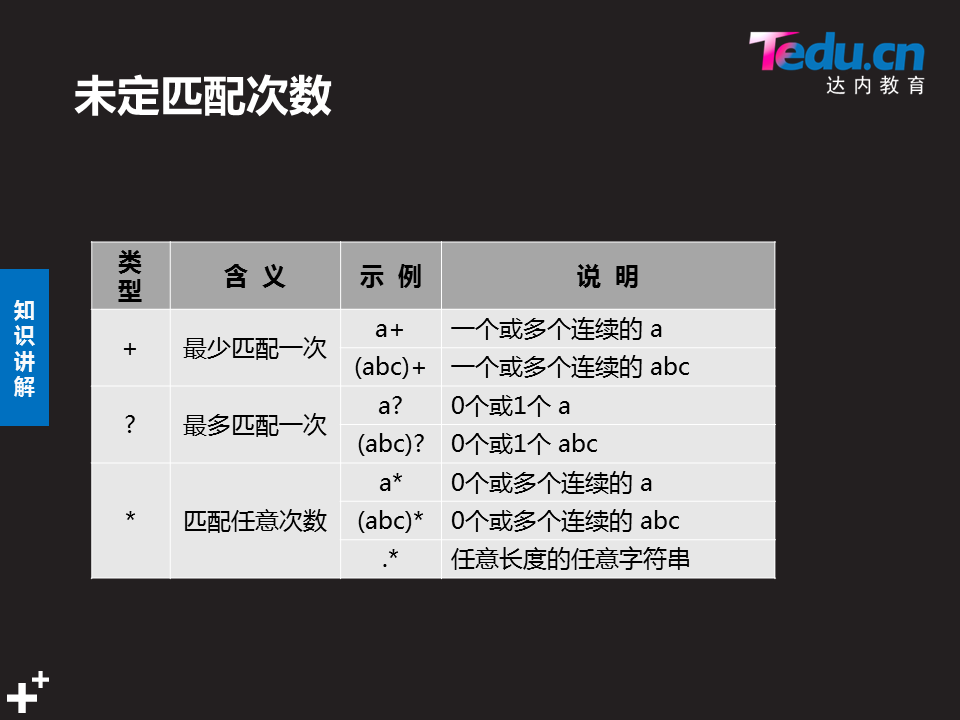 Tedu.cn
达内教育
未定匹配次数
知识讲解
类型 含 义 示 例 说 明
+ 最少匹配一次 a+ 一个或多个连续的 a
(abc)+ 一个或多个连续的 abc
? 最多匹配一次 a? 0个或1个 a
(abc)? 0个或1个 abc
* 匹配任意次数 a* 0个或多个连续的 a
(abc)* 0个或多个连续的 abc
.* 任意长度的任意字符串